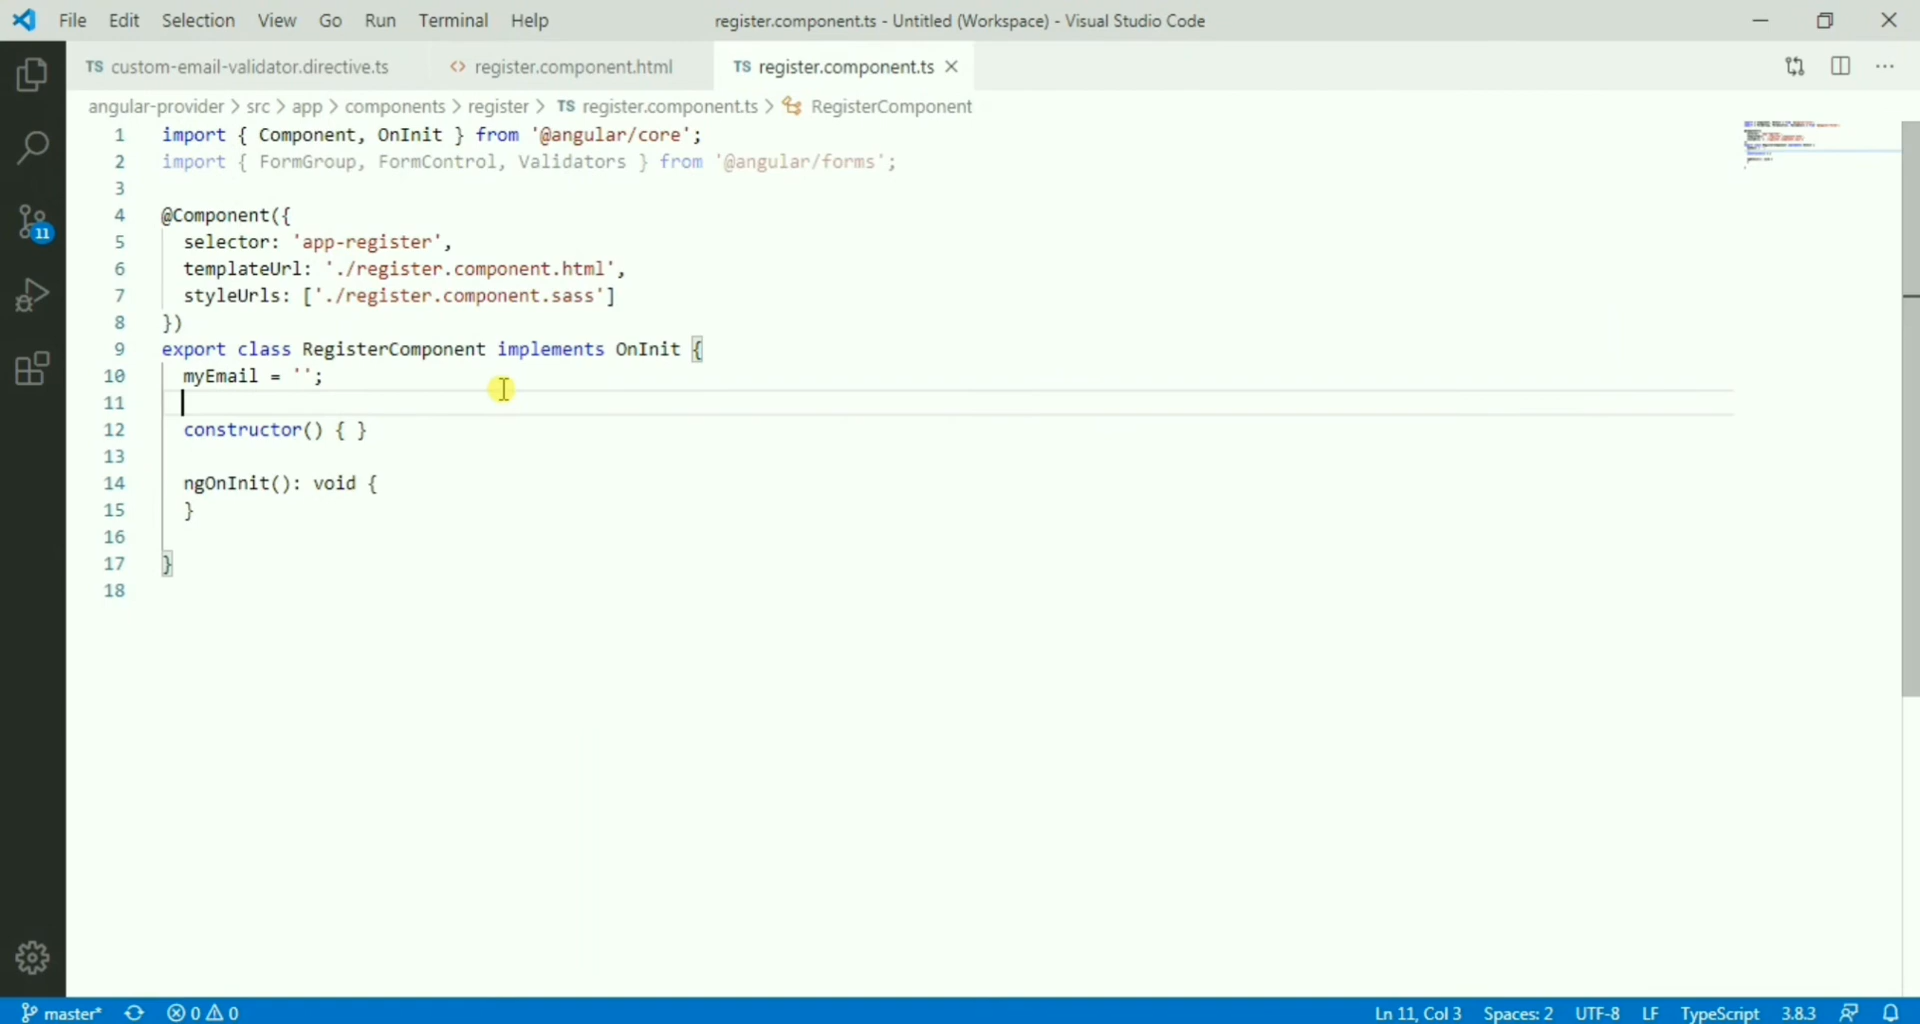 File Edit Selection View Go Run Terminal Help register.component.ts - Untitled (Workspace) - Visual Studio Code
TS custom-email-validator.directive.ts <> register.component.html TS register.component.ts
angular-provider > src > app > components > register > TS register.component.ts > RegisterComponent
1 import { Component, OnInit } from '@angular/core';
2 import { FormGroup, FormControl, Validators } from '@angular/forms';
3
4 @Component({
5 selector: 'app-register',
6 templateUrl: './register.component.html',
7 styleUrls: ['./register.component.sass']
8 })
9 export class RegisterComponent implements OnInit {
10 myEmail = '';
11
12 constructor() { }
13
14 ngOnInit(): void {
15 }
16
17 }
18
11
master* 0 0 Ln 11, Col 3 Spaces: 2 UTF-8 LF TypeScript 3.8.3